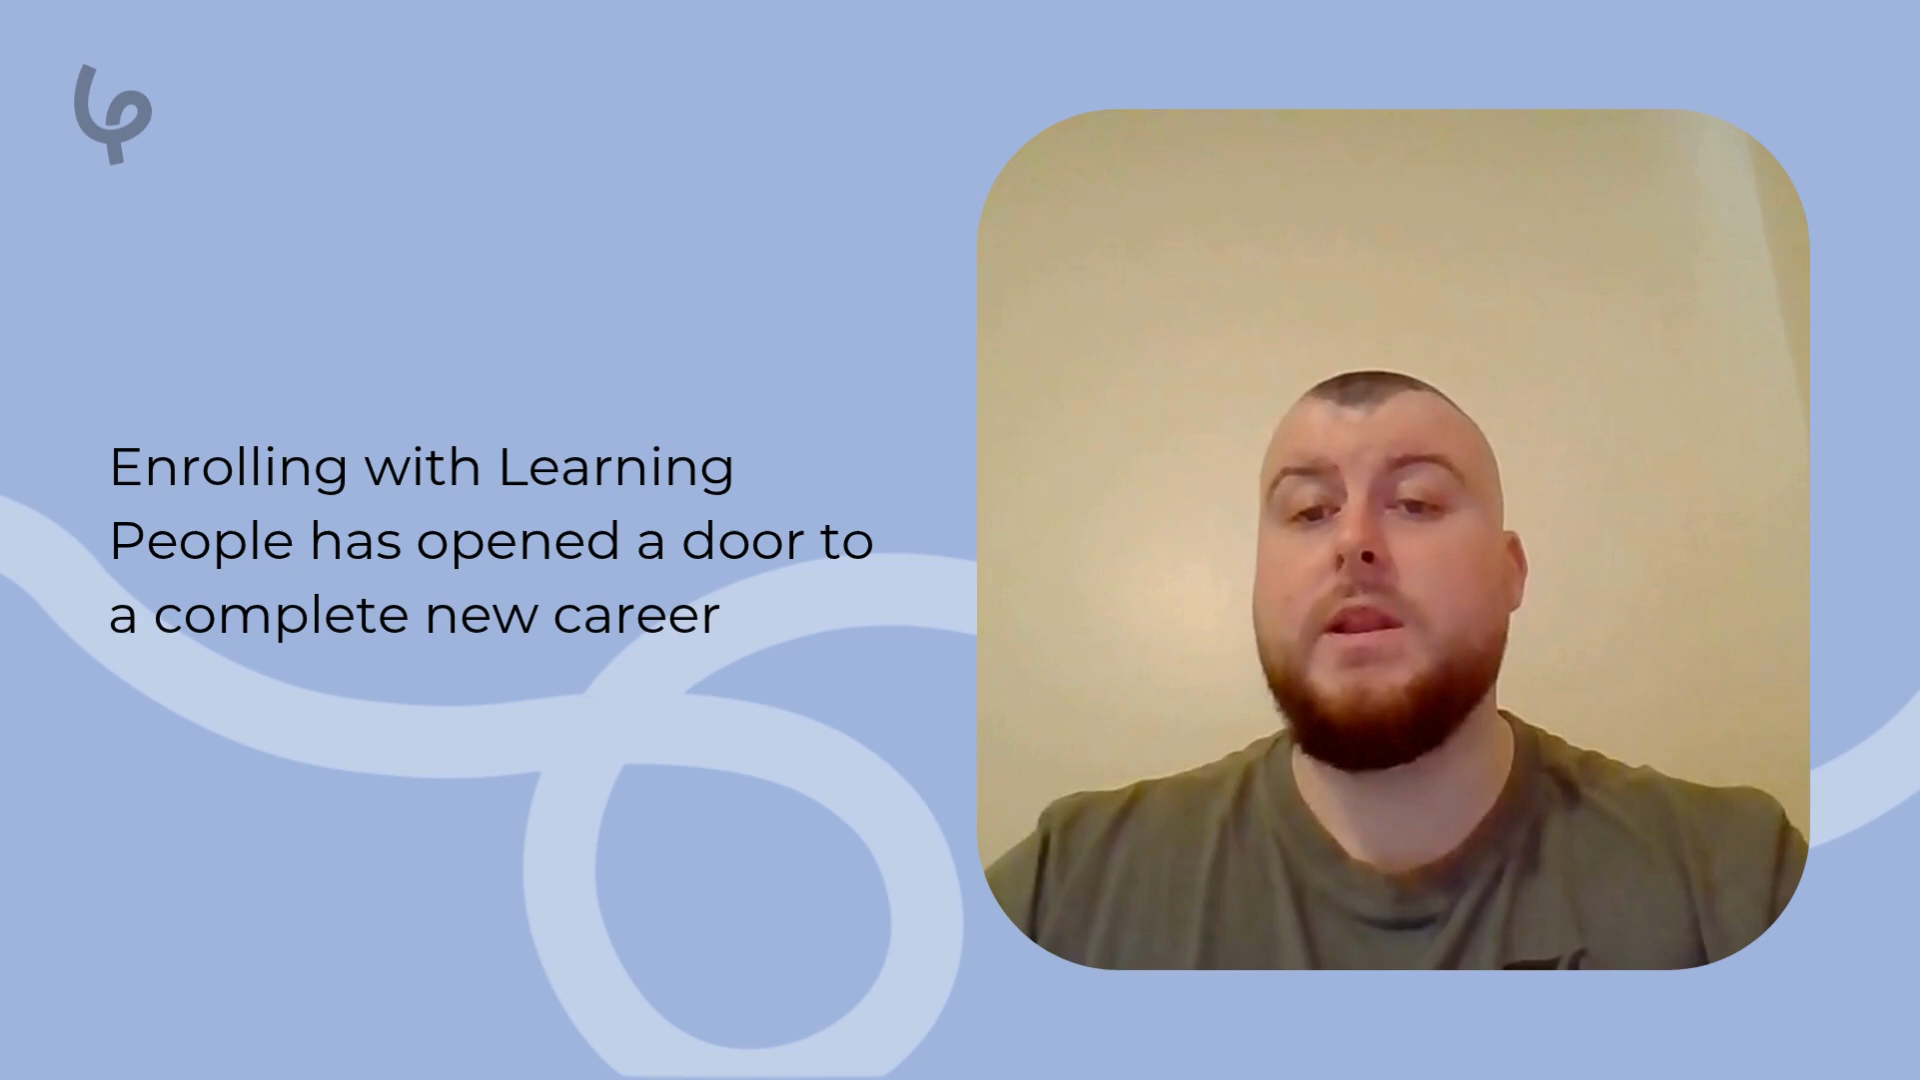 Enrolling with Learning
People has opened a door to
a complete new career